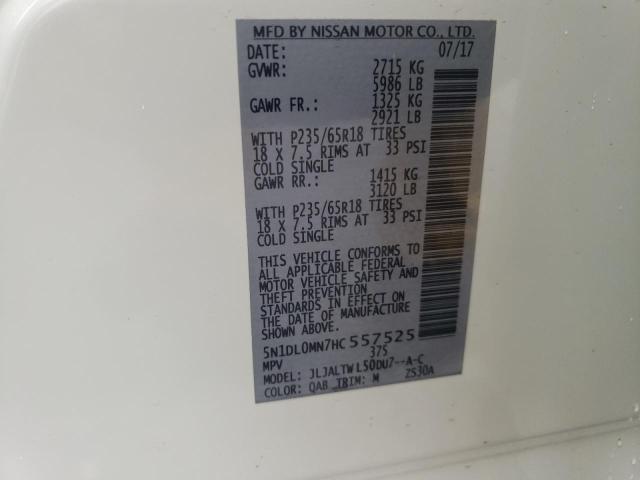 MFD BY NISSAN MOTOR CO., LTD.
DATE: 07/17
GVWR: 2715 KG
5986 LB
GAWR FR.: 1325 KG
2921 LB
WITH P235/65R18 TIRES
18 X 7.5 RIMS AT 33 PSI
COLD SINGLE
GAWR RR.: 1415 KG
3120 LB
WITH P235/65R18 TIRES
18 X 7.5 RIMS AT 33 PSI
COLD SINGLE
THIS VEHICLE CONFORMS TO
ALL APPLICABLE FEDERAL
MOTOR VEHICLE SAFETY AND
THEFT PREVENTION
STANDARDS IN EFFECT ON
THE DATE OF MANUFACTURE
SHOWN ABOVE.
5N1DL0MN7HC557525
MPV 375
MODEL: JLJALTWL50DU7--A-C
COLOR: QAB TRIM: M ZS30A